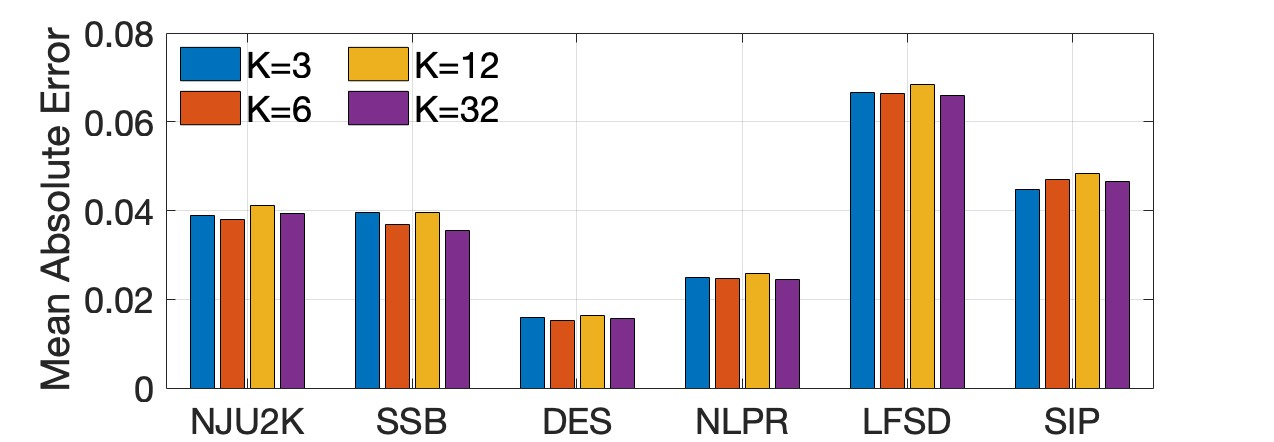 Mean Absolute Error
0.08
0.06
0.04
0.02
0
K=3 K=12
K=6 K=32
NJU2K SSB DES NLPR LFSD SIP